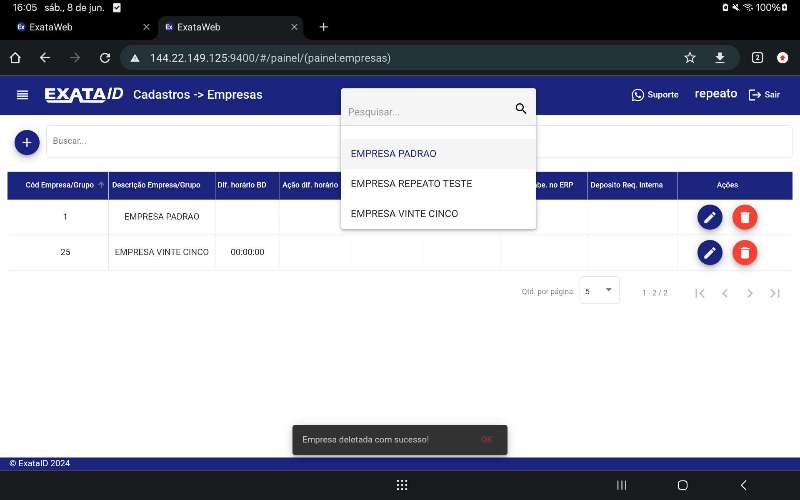 16:05 sáb., 8 de jun.
100%
ExataWeb
ExataWeb
144.22.149.125:9400/#/painel/(painel:empresas)
2
EXATAID
Cadastros -> Empresas
Suporte
repeato
Sair
Pesquisar...
Buscar...
EMPRESA PADRAO
EMPRESA REPEATO TESTE
EMPRESA VINTE CINCO
Cód Empresa/Grupo
Descrição Empresa/Grupo
Dif. horário BD
Ação dif. horário
no ERP
Deposito Req. Interna
Ações
1
EMPRESA PADRAO
25
EMPRESA VINTE CINCO
00:00:00
Qtd. por página:
5
1 - 2 / 2
Empresa deletada com sucesso!
OK
© ExataID 2024